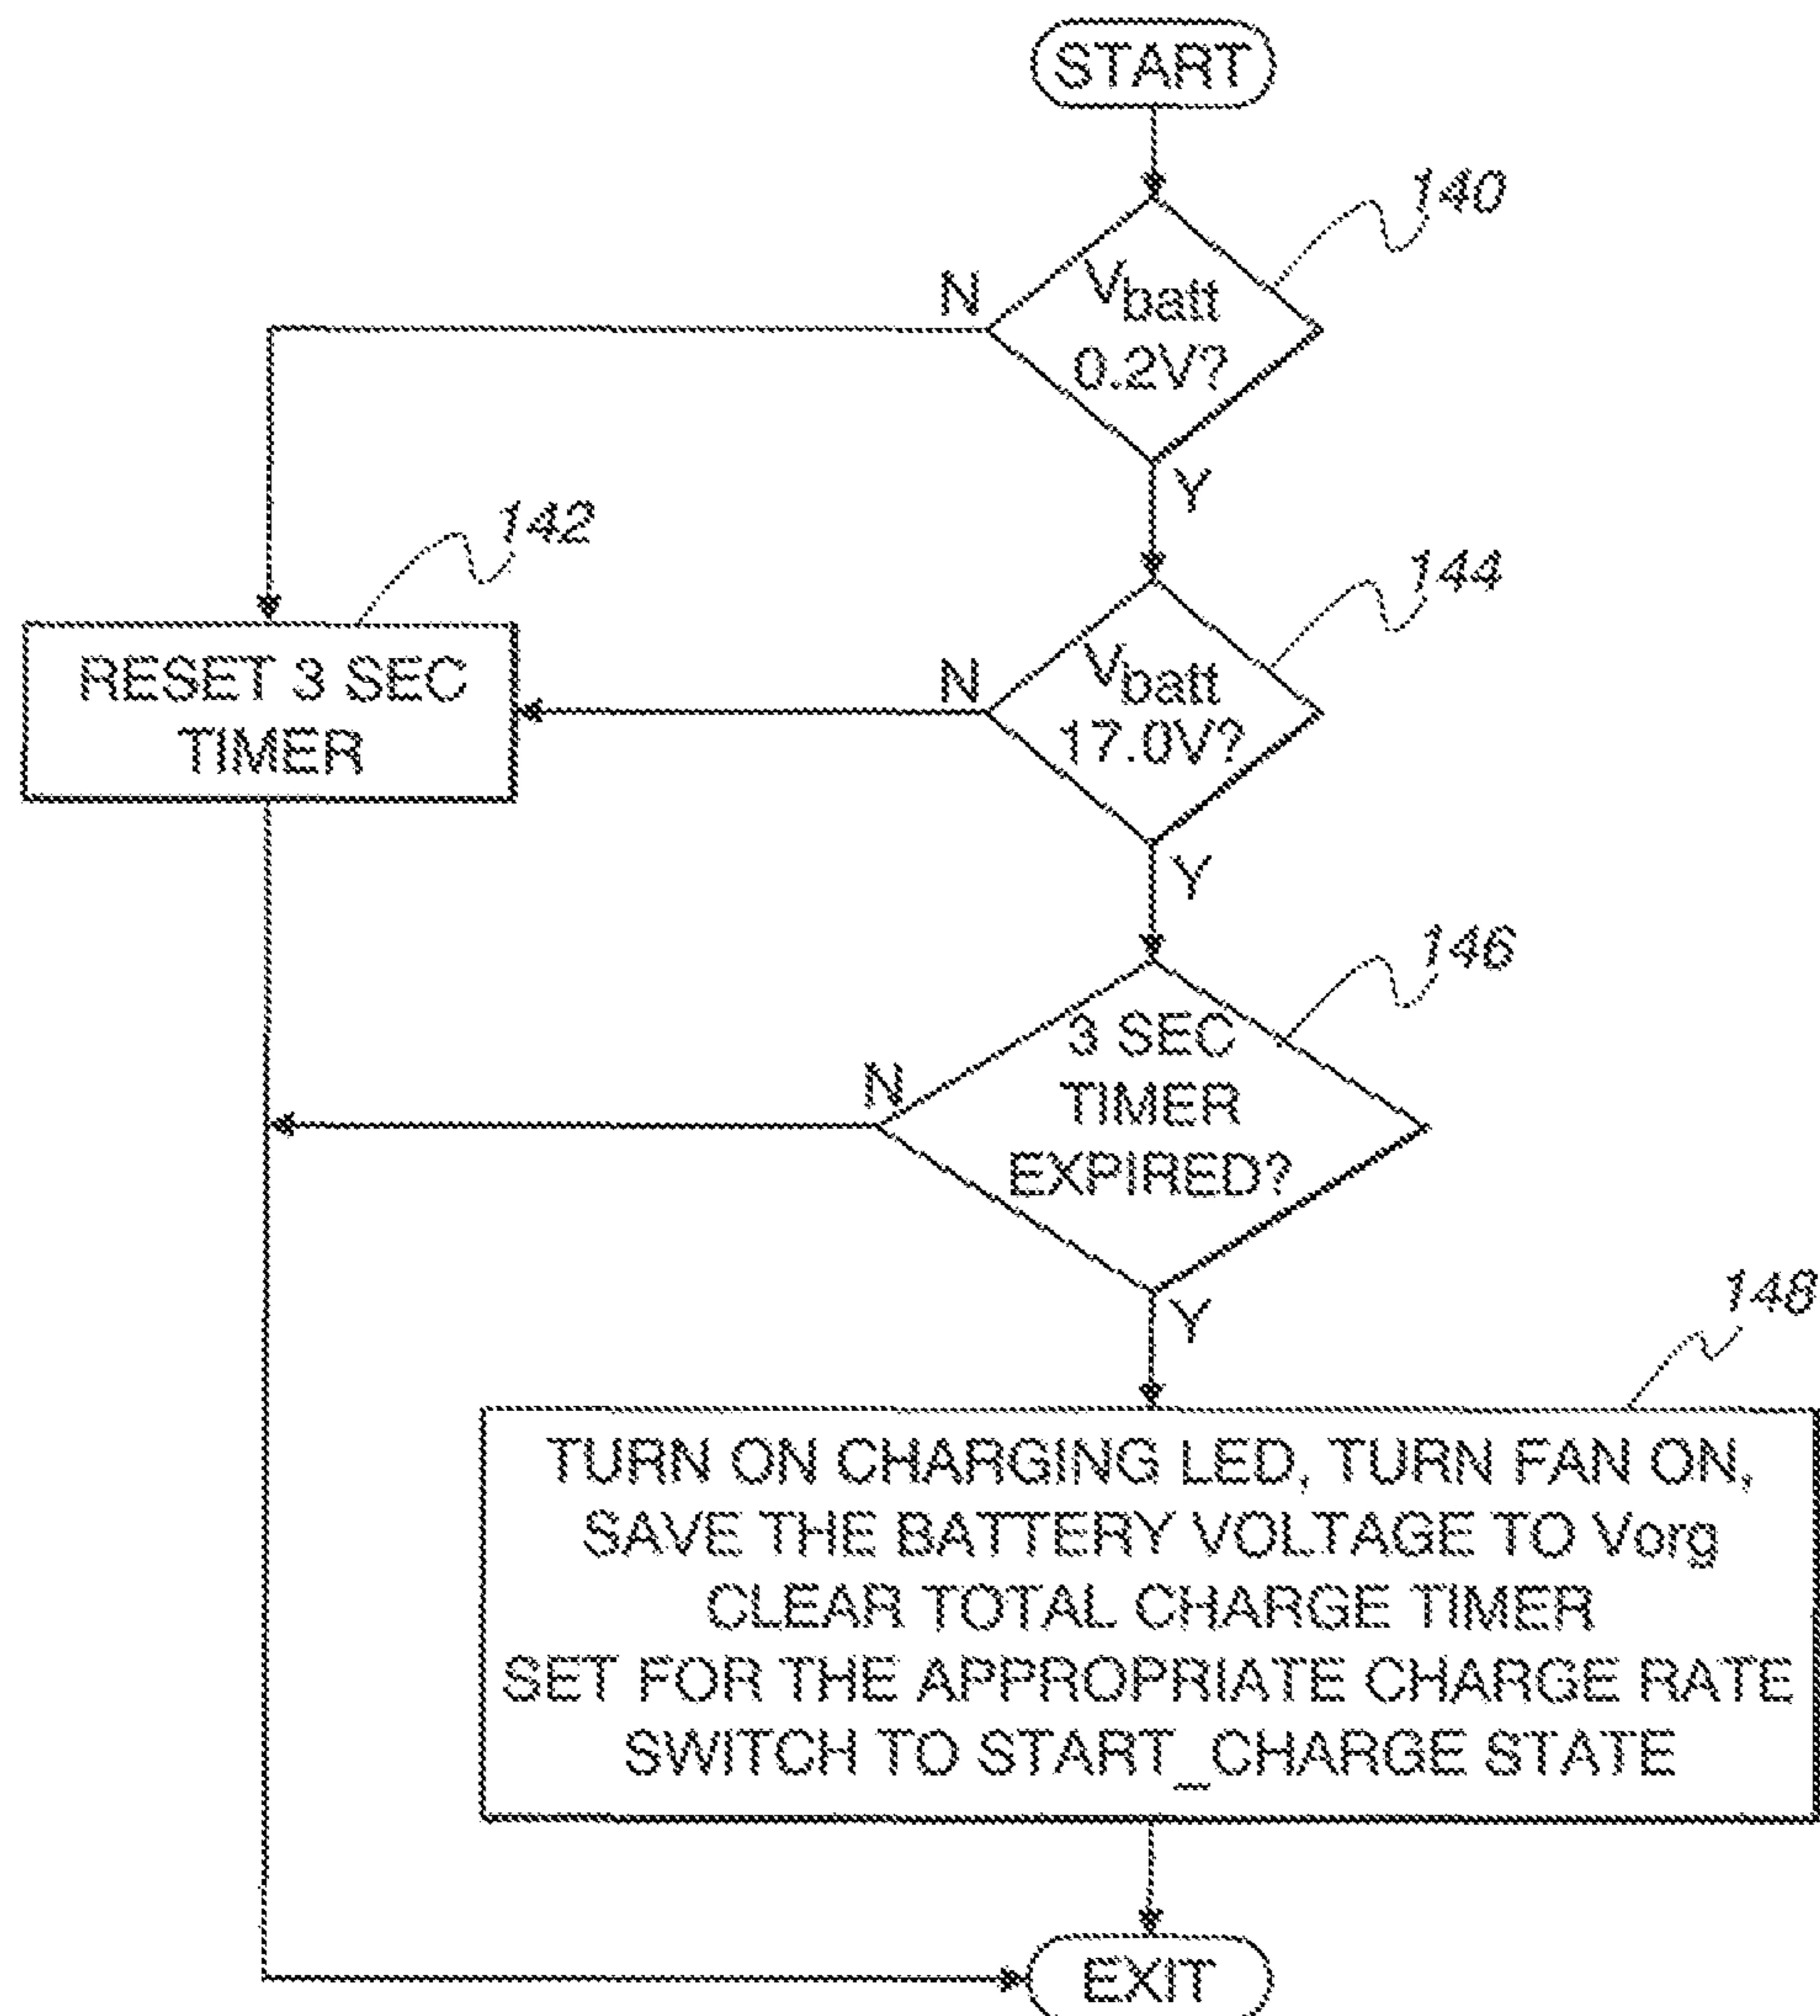 START
140
N
Vbatt
0.2V?
Y
142
144
RESET 3 SEC
TIMER
N
Vbatt
17.0V?
Y
146
3 SEC
TIMER
EXPIRED?
N
Y
148
TURN ON CHARGING LED, TURN FAN ON,
SAVE THE BATTERY VOLTAGE TO Vorg
CLEAR TOTAL CHARGE TIMER
SET FOR THE APPROPRIATE CHARGE RATE
SWITCH TO START_CHARGE STATE
EXIT